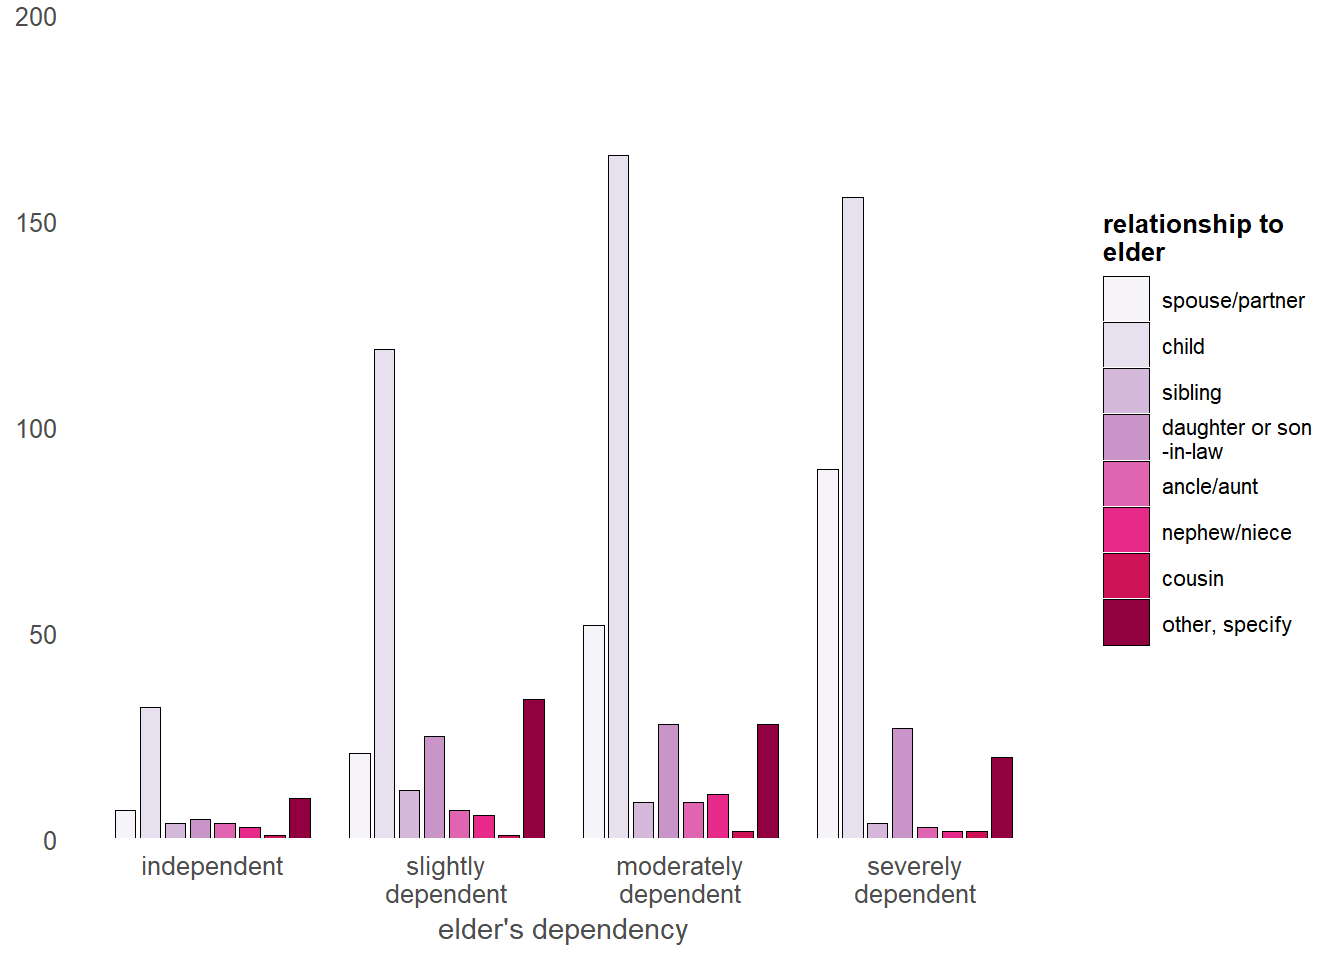 200
150
100
50
0
independent
slightly
dependent
moderately
dependent
severely
dependent
elder's dependency
relationship to
elder
spouse/partner
child
sibling
daughter or son
-in-law
ancle/aunt
nephew/niece
cousin
other, specify